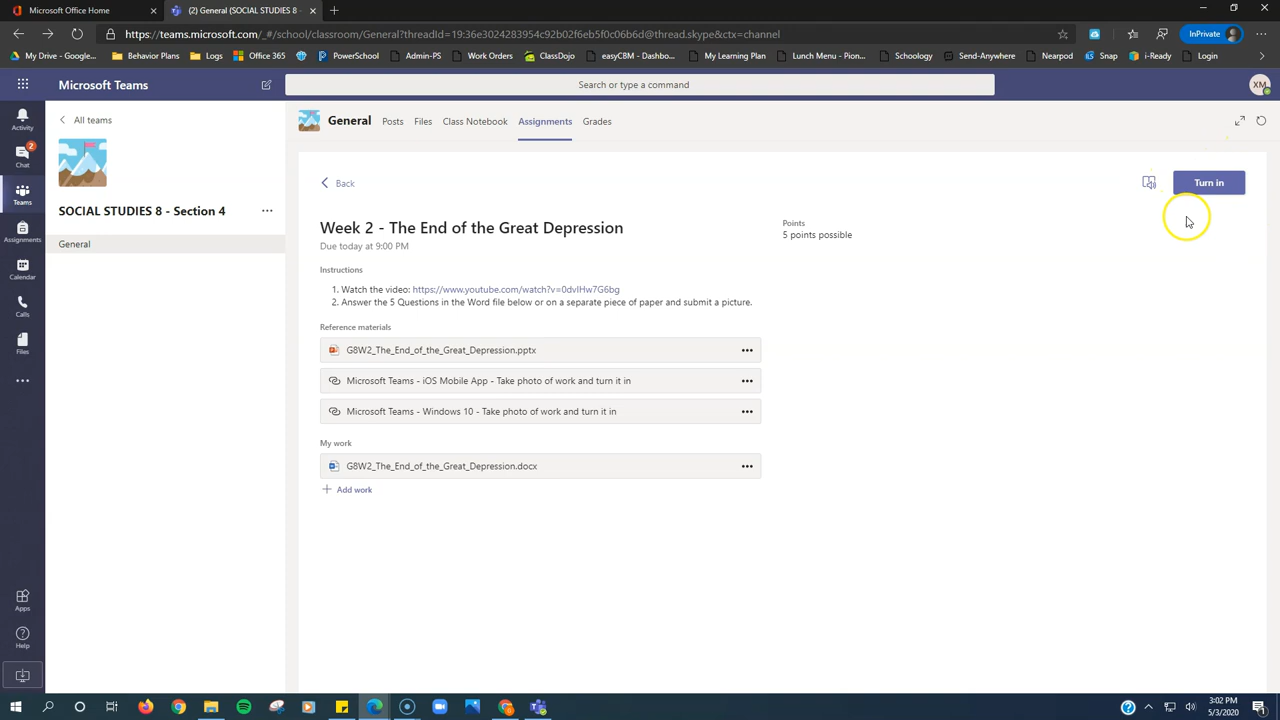 Microsoft Office Home
(2) General (SOCIAL STUDIES 8 -
https://teams.microsoft.com/_#/school/classroom/General?threadId=19:36e3024283954c92b02f6eb5f0c06b6d@thread.skype&ctx=channel
InPrivate
My Drive - Google...
Behavior Plans
Homework
PowerSchool
Admin-PS
Work Order
ClassDojo
easyCBM - Dashbo...
My Learning Plan
Lunch Menu - Pion...
Schoology
Send-Anywhere
Nearpod
Snap
i-Ready
Login
Microsoft Teams
Search or type a command
XM
Activity
Chat
2
Teams
Assignments
Calendar
Calls
Files
Apps
Help
All teams
SOCIAL STUDIES 8 - Section 4
General
General
Posts
Files
Class Notebook
Assignments
Grades
Back
Turn in
Week 2 - The End of the Great Depression
Due today at 9:00 PM
Points
5 points possible
Instructions
1. Watch the video: https://www.youtube.com/watch?v=0dvIHw7G6bg
2. Answer the 5 Questions in the Word file below or on a separate piece of paper and submit a picture.
Reference materials
G8W2_The_End_of_the_Great_Depression.pptx
Microsoft Teams - iOS Mobile App - Take photo of work and turn it in
Microsoft Teams - Windows 10 - Take photo of work and turn it in
My work
G8W2_The_End_of_the_Great_Depression.docx
Add work
3:02 PM
5/3/2020
1